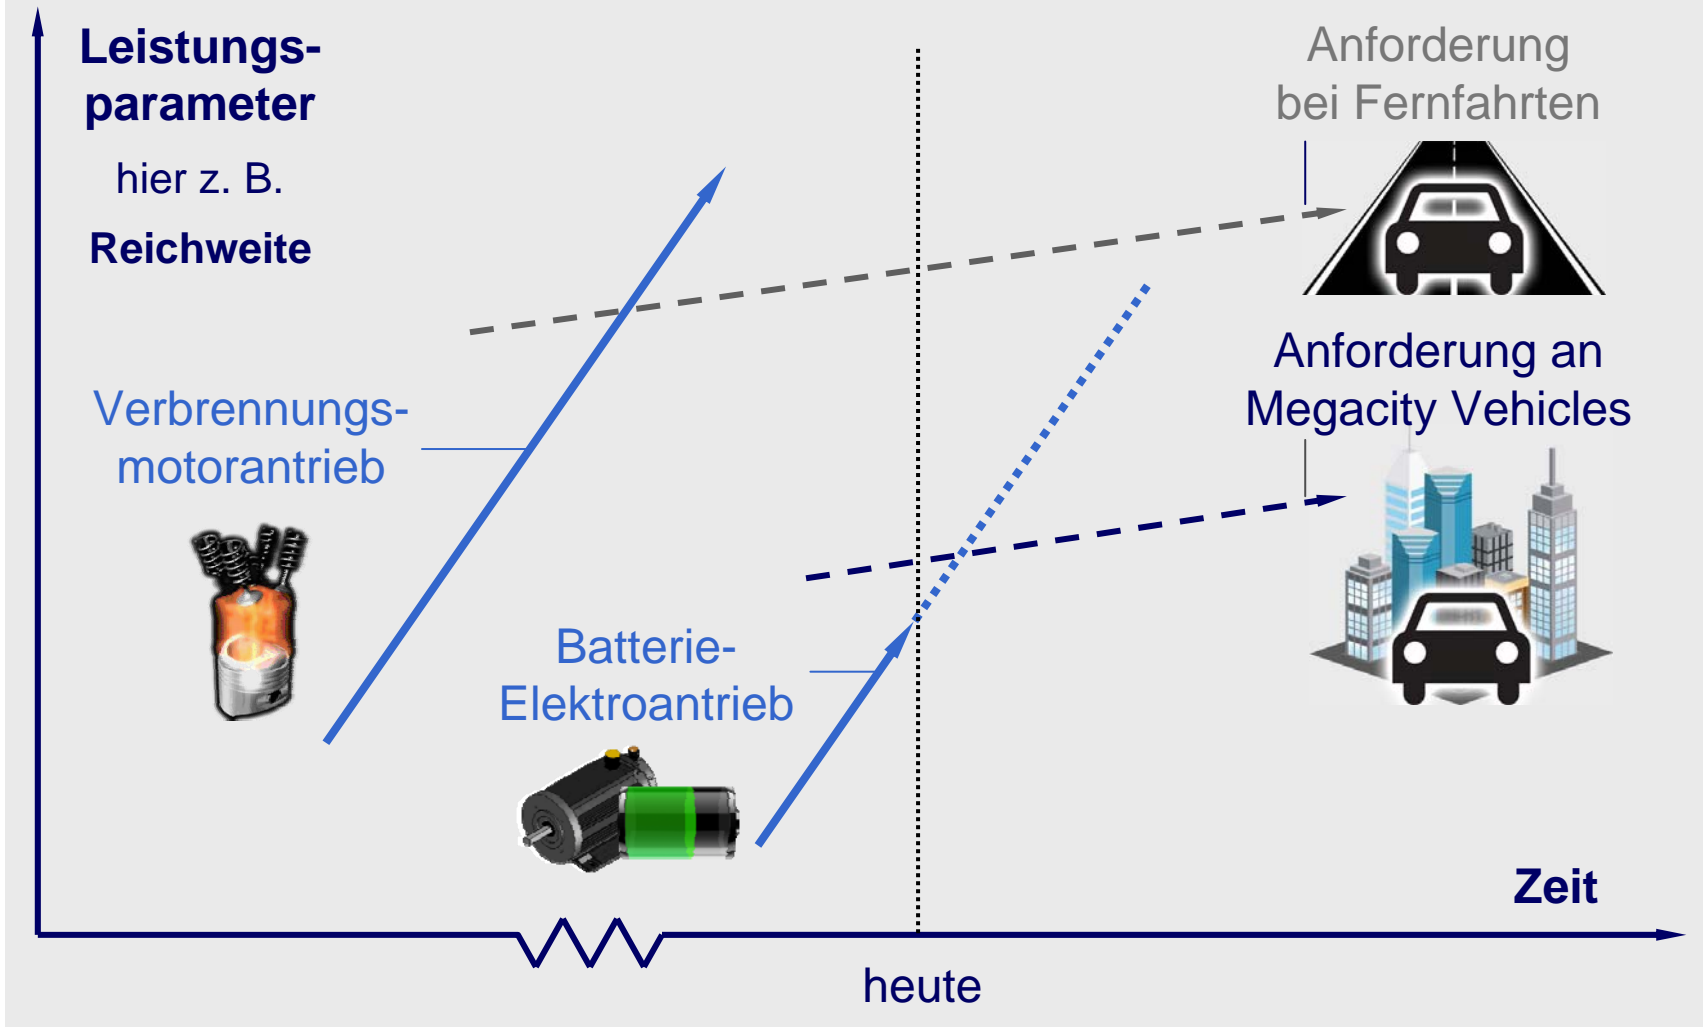 Leistungs-
parameter
hier z. B.
Reichweite
Anforderung
bei Fernfahrten
Anforderung an
Megacity Vehicles
Verbrennungs-
motorantrieb
Batterie-
Elektroantrieb
Zeit
heute